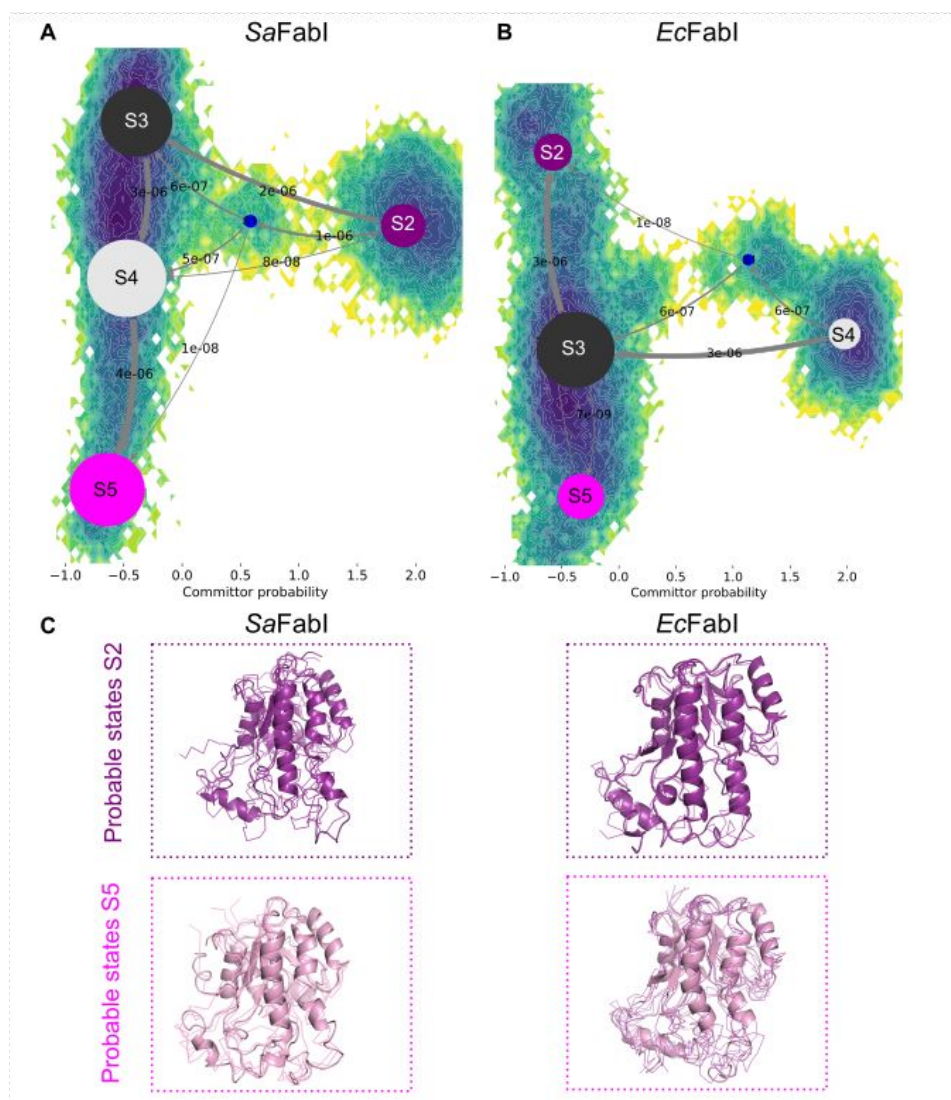 A
SaFabI
B
EcFabI
S3
3e-06
6e-07
2e-06
S2
1e-06
5e-07
8e-08
S4
1e-08
4e-06
S5
−1.0 −0.5 0.0 0.5 1.0 1.5 2.0
Committor probability
S2
1e-08
3e-06
6e-07
6e-07
S4
S3
3e-06
7e-09
S5
−1.0 −0.5 0.0 0.5 1.0 1.5 2.0
Committor probability
C
SaFabI
EcFabI
Probable states S2
Probable states S5